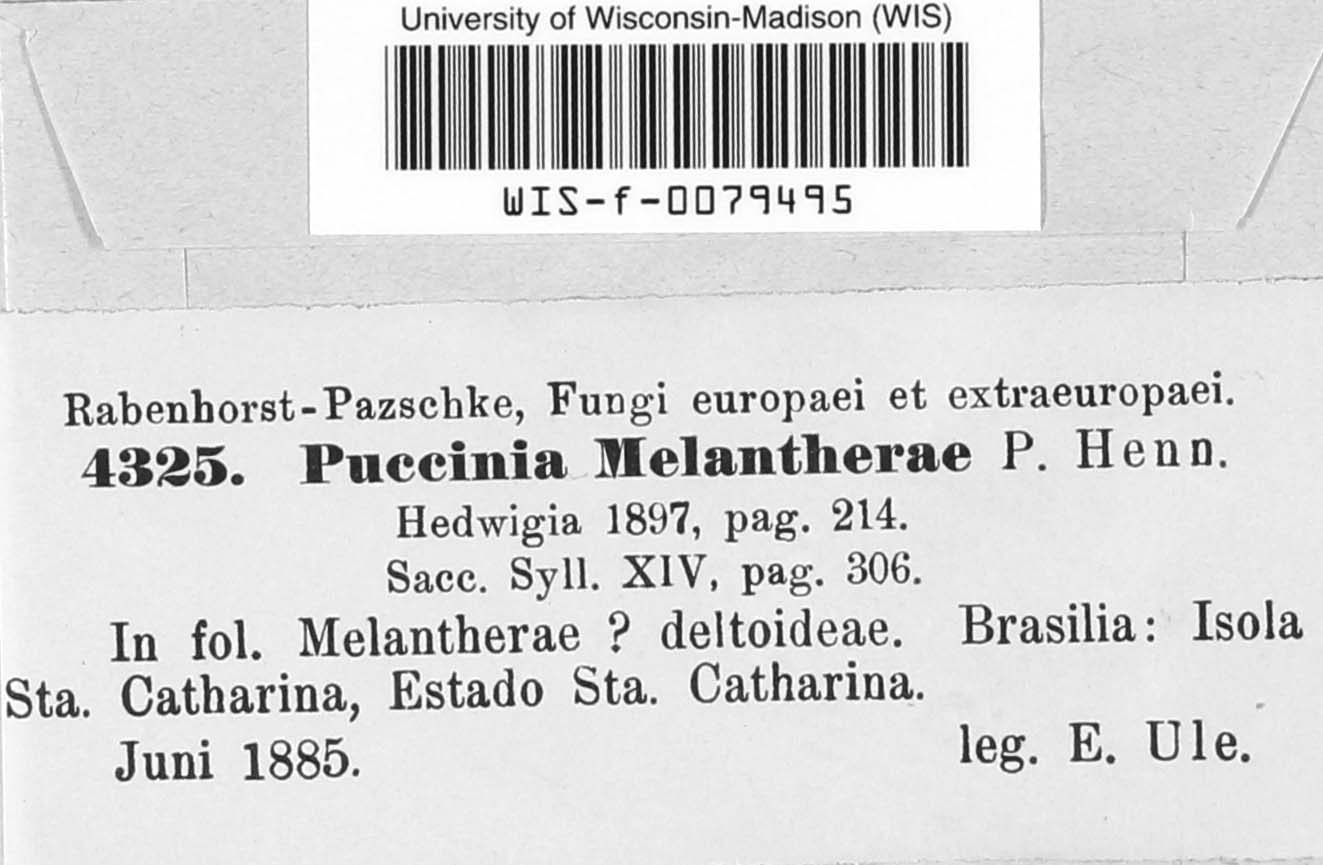 University of Wisconsin-Madison (WIS)
WIS-f-0079495
Rabenhorst-Pazschke, Fungi europaei et extraeuropaei.
4325. Puccinia Melantherae P. Henn.
Hedwigia 1897, pag. 214.
Sacc. Syll. XIV, pag. 306.
In fol. Melantherae ? deltoideae. Brasilia: Isola
Sta. Catharina, Estado Sta. Catharina.
Juni 1885. leg. E. Ule.